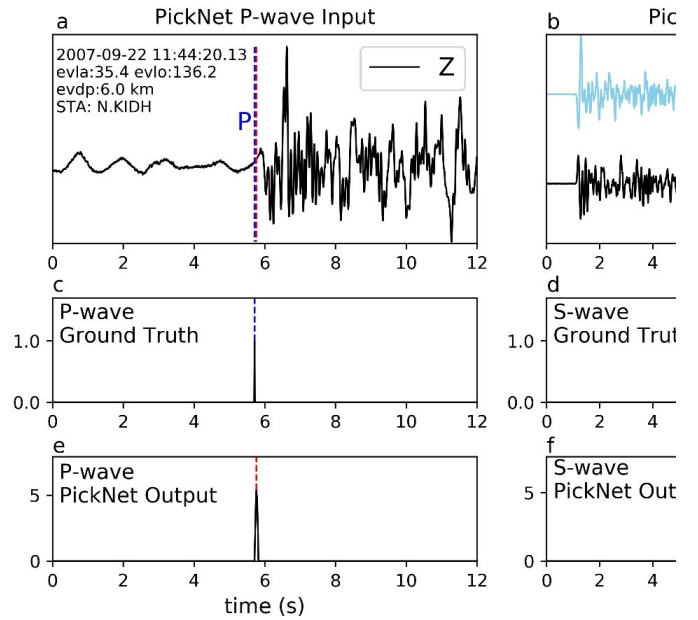 PickNet P-wave Input
a
2007-09-22 11:44:20.13
evla:35.4 evlo:136.2
evdp:6.0 km
STA: N.KIDH
P
Z
0 2 4 6 8 10 12
b
Pic
0 2 4
c
P-wave
Ground Truth
1.0
0.0
0 2 4 6 8 10 12
d
S-wave
Ground Trut
1.0
0.0
0 2 4
e
P-wave
PickNet Output
5
0
0 2 4 6 8 10 12
time (s)
f
S-wave
PickNet Out
5
0
0 2 4